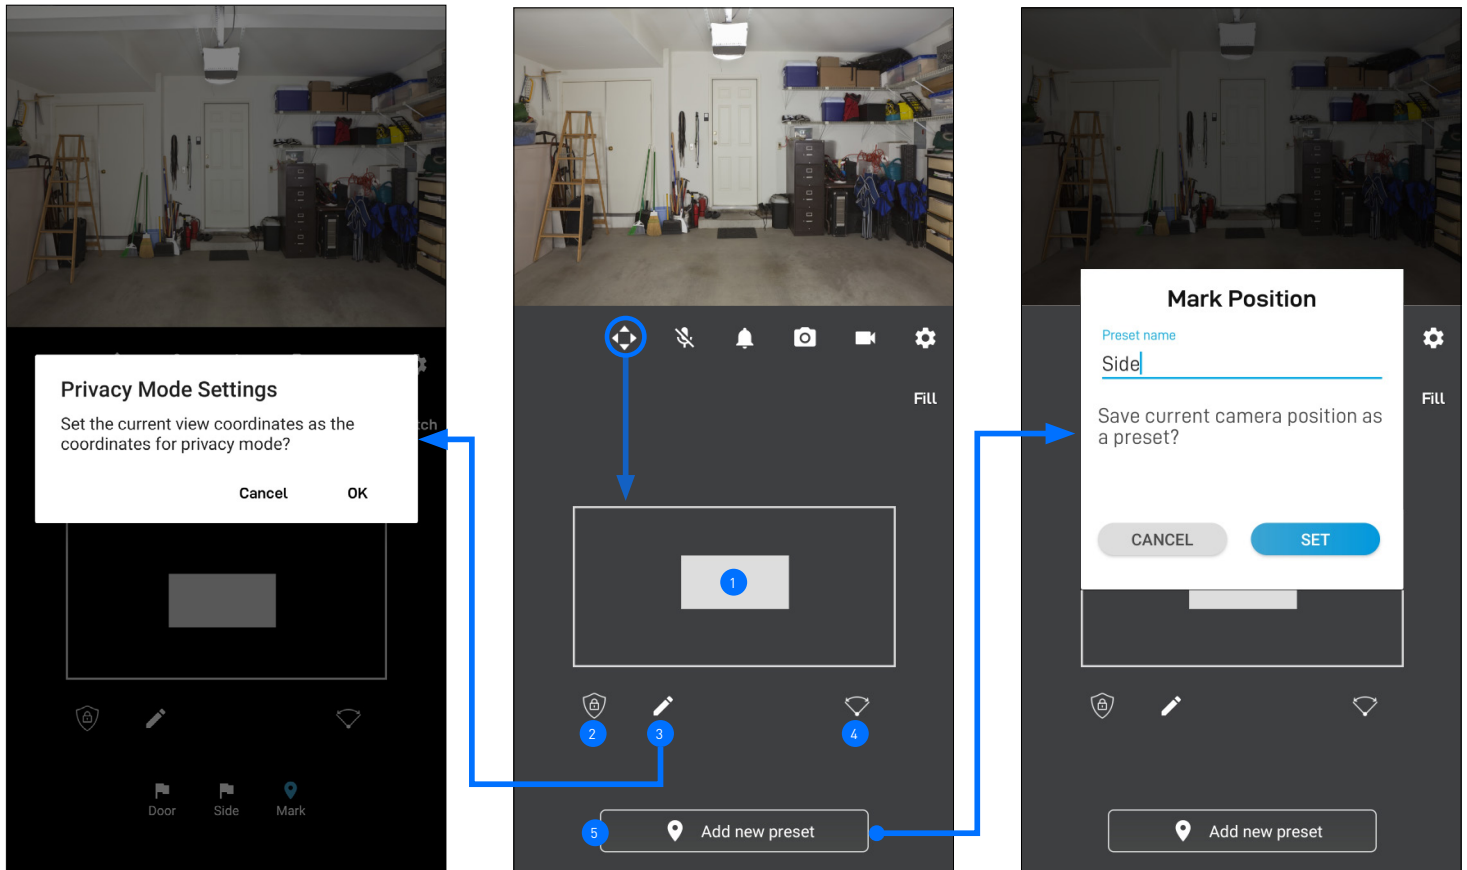 Privacy Mode Settings
Set the current view coordinates as the
coordinates for privacy mode?
Cancel OK
tch
Door Side Mark
Fill
1
2 3 4
5 Add new preset
Mark Position
Preset name
Side
Save current camera position as
a preset?
CANCEL SET
Fill
Add new preset